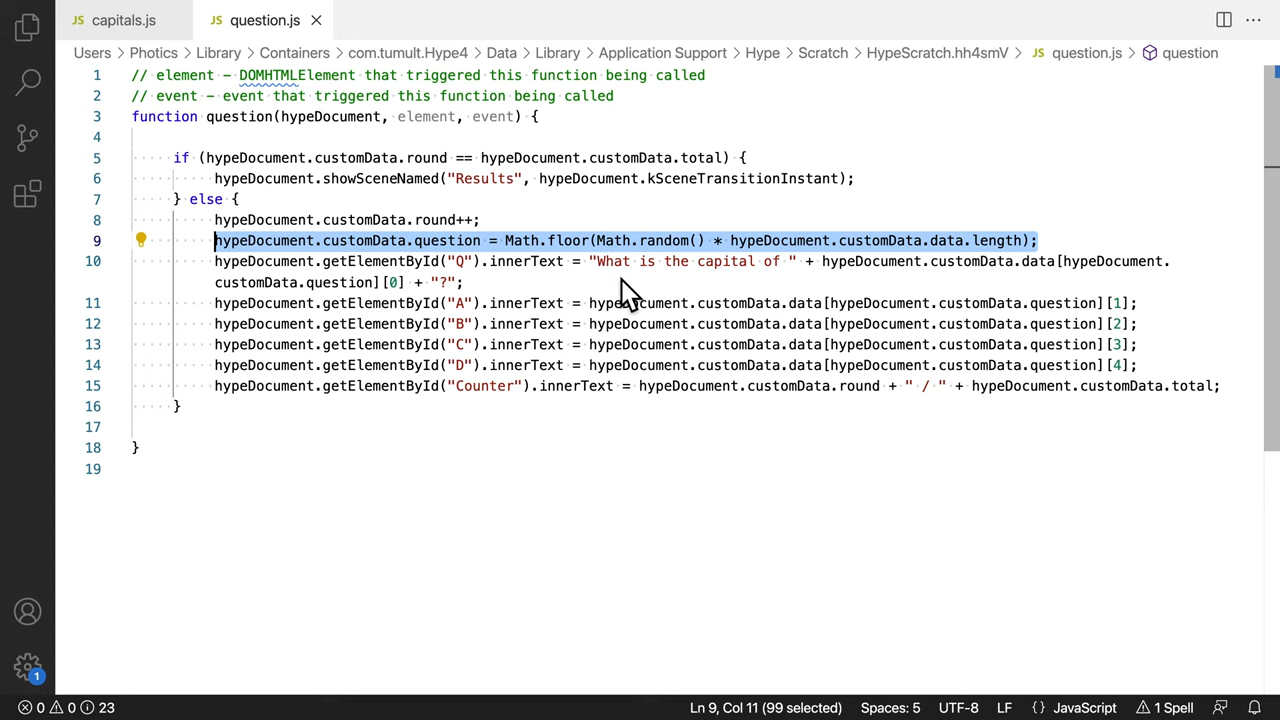 JS capitals.js
JS question.js
Users > Photics > Library > Containers > com.tumult.Hype4 > Data > Library > Application Support > Hype > Scratch > HypeScratch.hh4smV > JS question.js > question
1 // element - DOMHTMLElement that triggered this function being called
2 // event - event that triggered this function being called
3 function question(hypeDocument, element, event) {
4
5 if (hypeDocument.customData.round == hypeDocument.customData.total) {
6 hypeDocument.showSceneNamed("Results", hypeDocument.kSceneTransitionInstant);
7 } else {
8 hypeDocument.customData.round++;
9 hypeDocument.customData.question = Math.floor(Math.random() * hypeDocument.customData.data.length);
10 hypeDocument.getElementById("Q").innerText = "What is the capital of " + hypeDocument.customData.data[hypeDocument.
customData.question][0] + "?";
11 hypeDocument.getElementById("A").innerText = hypeDocument.customData.data[hypeDocument.customData.question][1];
12 hypeDocument.getElementById("B").innerText = hypeDocument.customData.data[hypeDocument.customData.question][2];
13 hypeDocument.getElementById("C").innerText = hypeDocument.customData.data[hypeDocument.customData.question][3];
14 hypeDocument.getElementById("D").innerText = hypeDocument.customData.data[hypeDocument.customData.question][4];
15 hypeDocument.getElementById("Counter").innerText = hypeDocument.customData.round + " / " + hypeDocument.customData.total;
16 }
17
18 }
19
1
0 0 23
Ln 9, Col 11 (99 selected) Spaces: 5 UTF-8 LF {} JavaScript 1 Spell